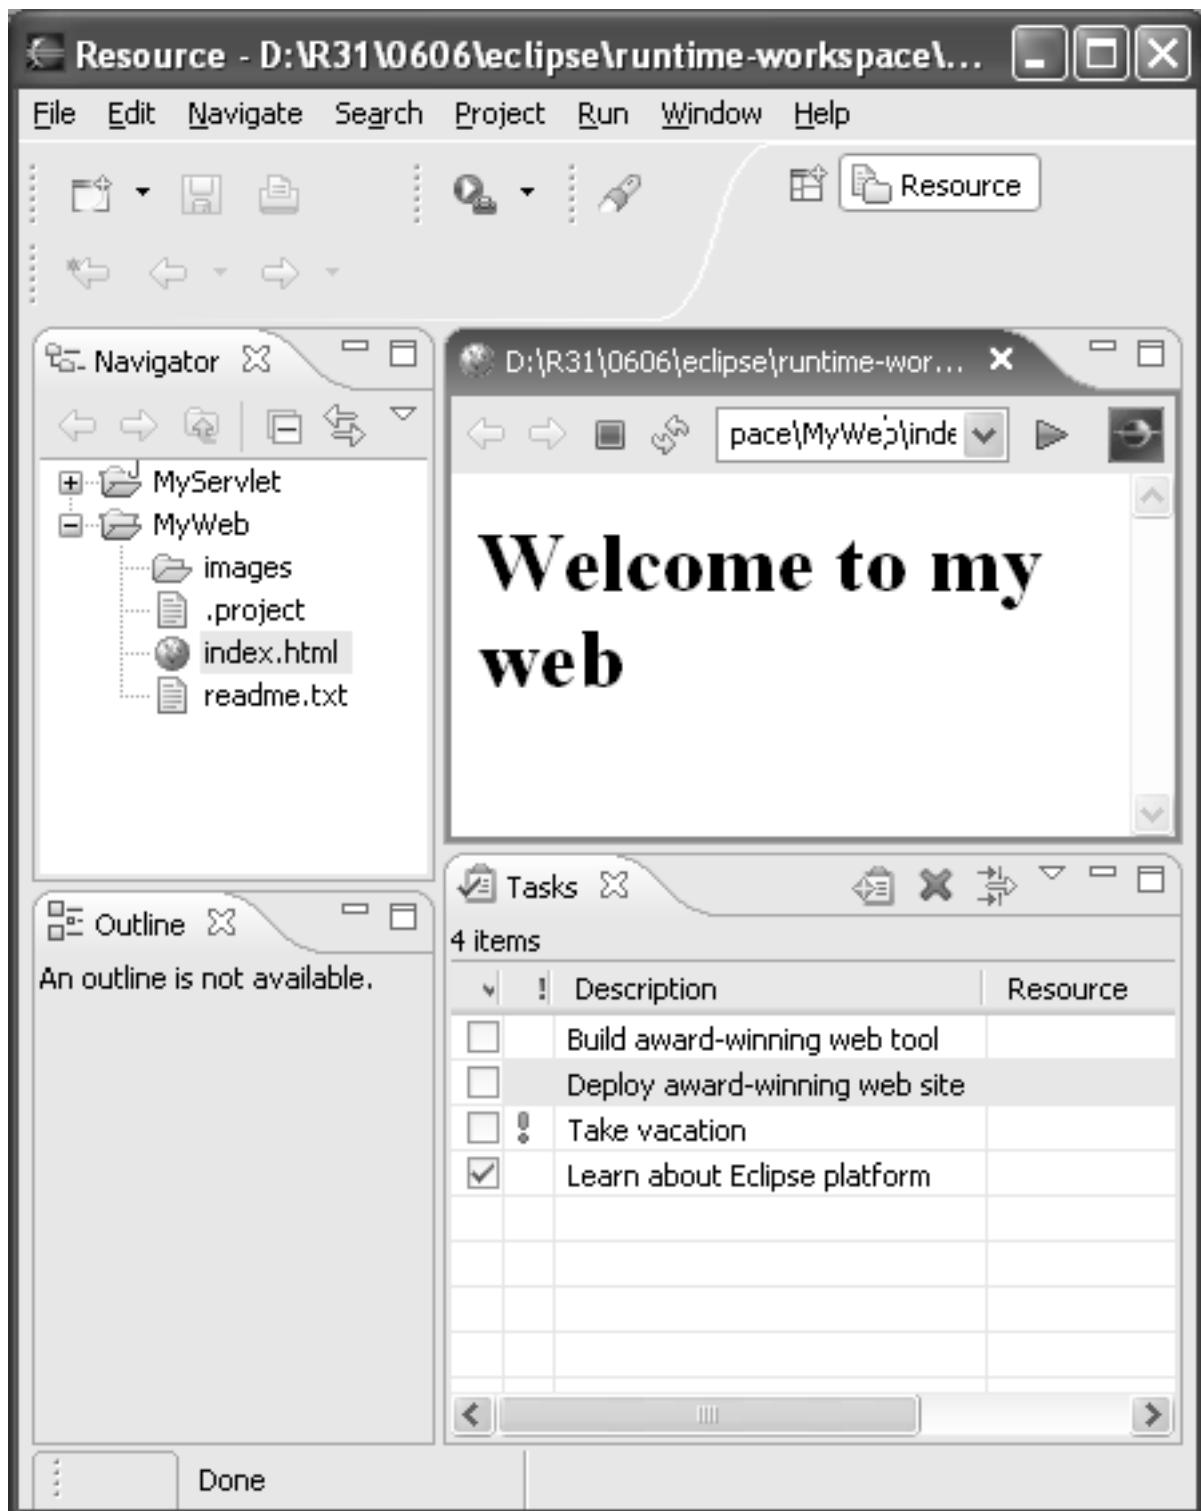 Resource - D:\R31\0606\eclipse\runtime-workspace\...
File Edit Navigate Search Project Run Window Help
Resource
Navigator
MyServlet
MyWeb
images
.project
index.html
readme.txt
D:\R31\0606\eclipse\runtime-wor...
pace\MyWeb\inde
Welcome to my
web
Outline
An outline is not available.
Tasks
4 items
! Description Resource
Build award-winning web tool
Deploy award-winning web site
! Take vacation
Learn about Eclipse platform
Done